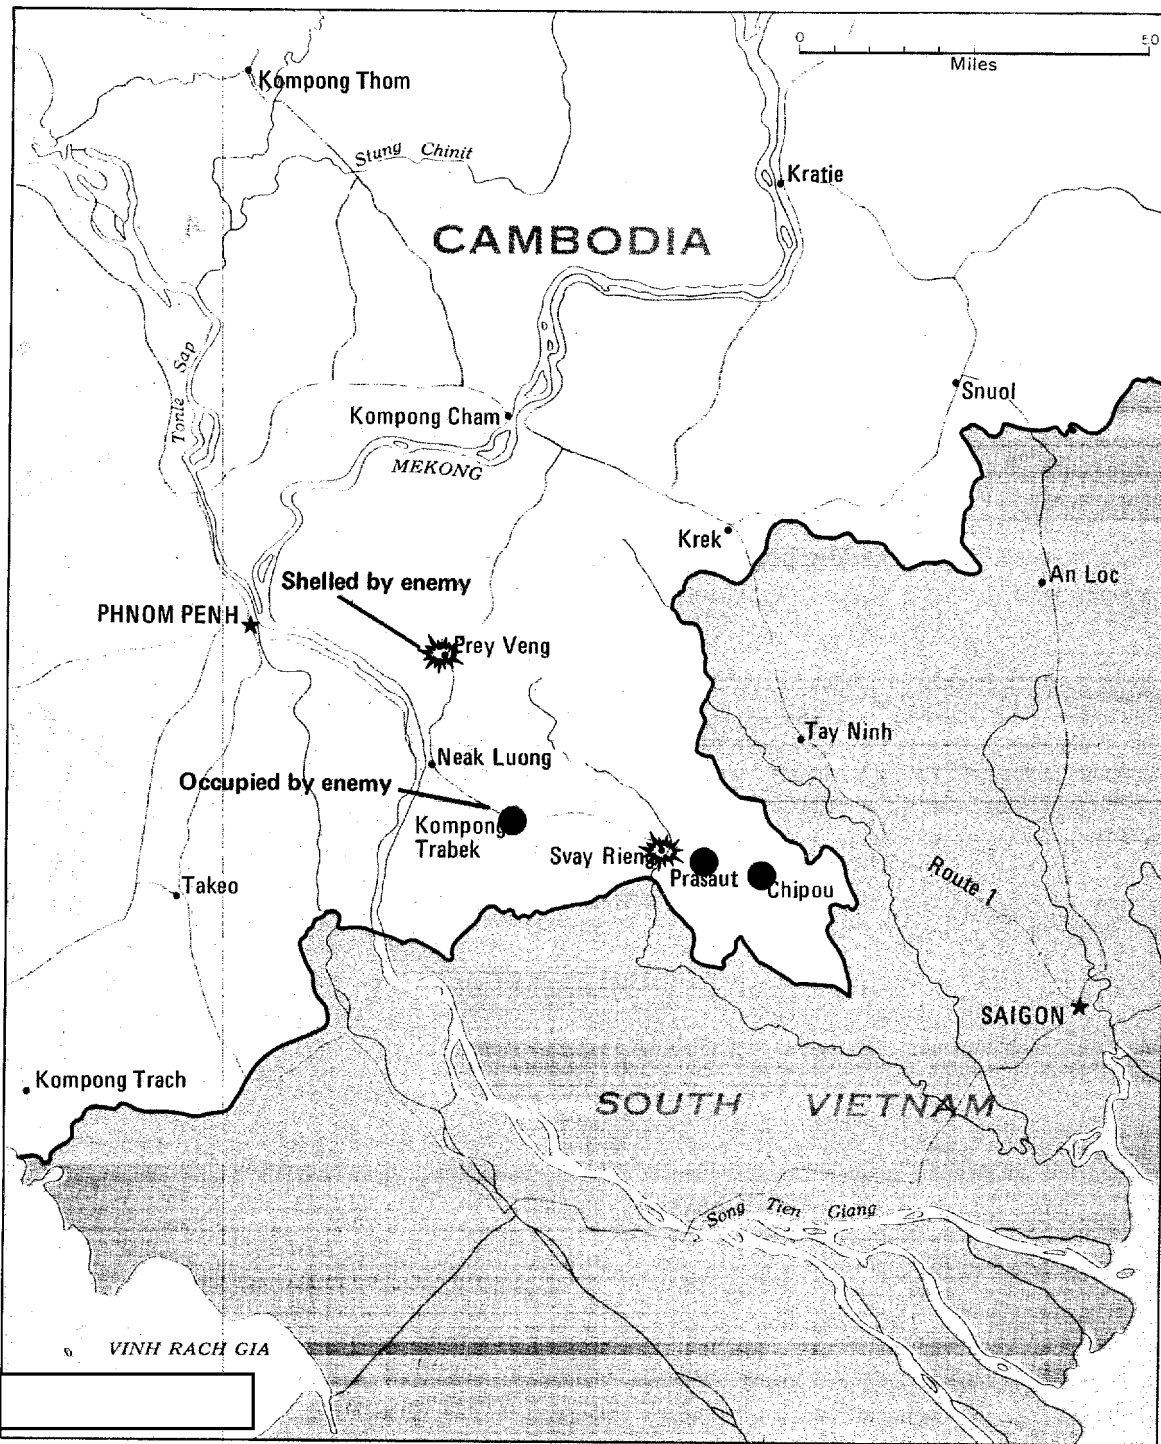 0 50
Miles
Kompong Thom
Stung Chinit
Kratie
CAMBODIA
Tonle Sap
Snuol
Kompong Cham
MEKONG
Krek
An Loc
Shelled by enemy
PHNOM PENH
Prey Veng
Tay Ninh
Neak Luong
Occupied by enemy
Kompong
Trabek
Svay Rieng
Prasaut
Chipou
Route 1
Takeo
SAIGON
Kompong Trach
SOUTH VIETNAM
Song Tien Giang
VINH RACH GIA